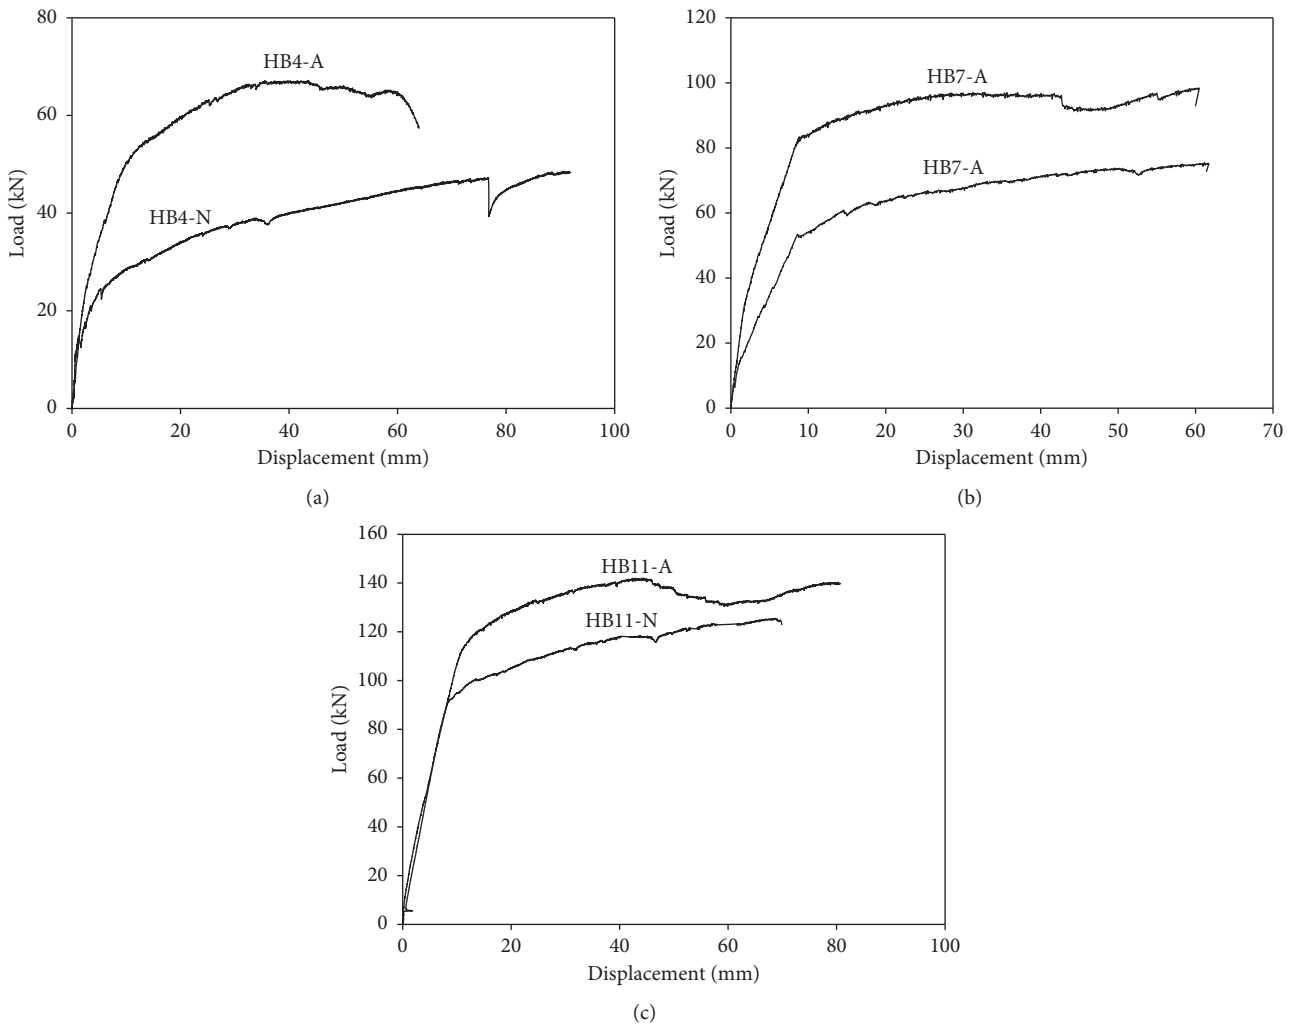 80
60
40
20
0
Load (kN)
HB4-A
HB4-N
0 20 40 60 80 100
Displacement (mm)
(a)
120
100
80
60
40
20
0
Load (kN)
HB7-A
HB7-A
0 10 20 30 40 50 60 70
Displacement (mm)
(b)
160
140
120
100
80
60
40
20
0
Load (kN)
HB11-A
HB11-N
0 20 40 60 80 100
Displacement (mm)
(c)